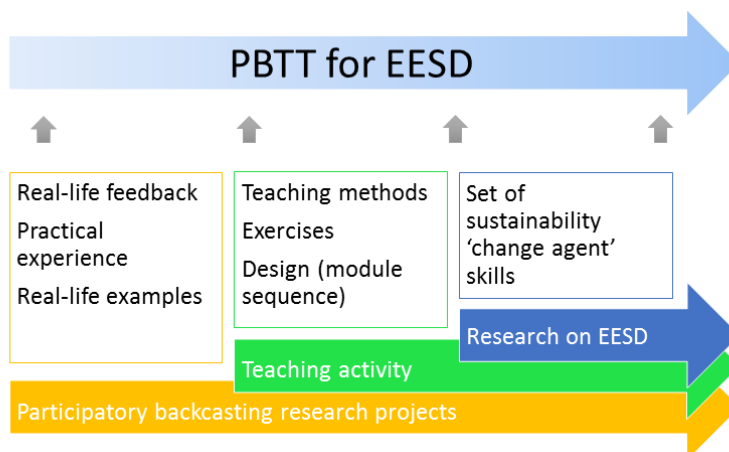 PBTT for EESD
Real-life feedback
Practical
experience
Real-life examples
Teaching methods
Exercises
Design (module
sequence)
Set of
sustainability
‘change agent’
skills
Research on EESD
Teaching activity
Participatory backcasting research projects